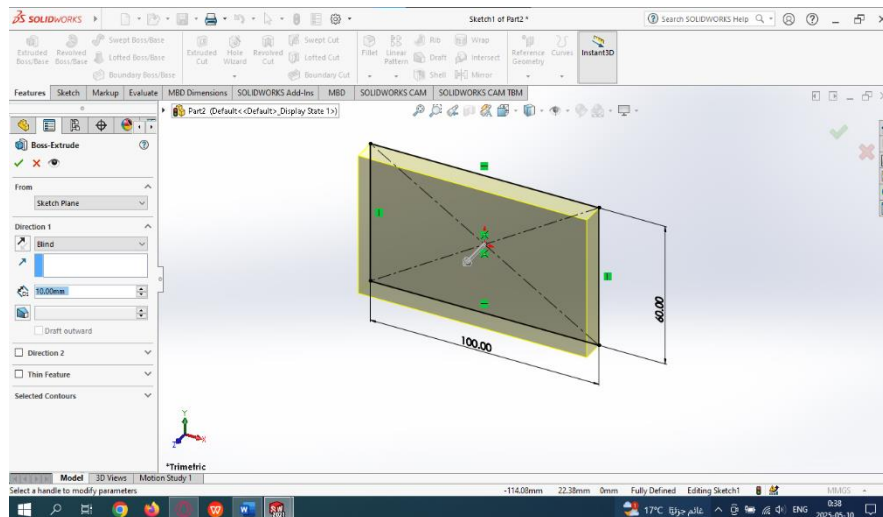 SOLIDWORKS
Sketch1 of Part2 *
Search SOLIDWORKS Help
Extruded Boss/Base
Revolved Boss/Base
Swept Boss/Base
Lofted Boss/Base
Boundary Boss/Base
Extruded Cut
Hole Wizard
Revolved Cut
Swept Cut
Lofted Cut
Boundary Cut
Fillet
Linear Pattern
Rib
Draft
Shell
Wrap
Intersect
Mirror
Reference Geometry
Curves
Instant3D
Features Sketch Markup Evaluate MBD Dimensions SOLIDWORKS Add-Ins MBD SOLIDWORKS CAM SOLIDWORKS CAM TBM
Part2 (Default<<Default>_Display State 1>)
Boss-Extrude
From
Sketch Plane
Direction 1
Blind
10.00mm
Draft outward
Direction 2
Thin Feature
Selected Contours
60.00
100.00
Y
X
Z
*Trimetric
Model 3D Views Motion Study 1
Select a handle to modify parameters
-114.08mm 22.38mm 0mm Fully Defined Editing Sketch1 MMGS
17°C غائم جزئيًا ENG 0:38
2025-05-10